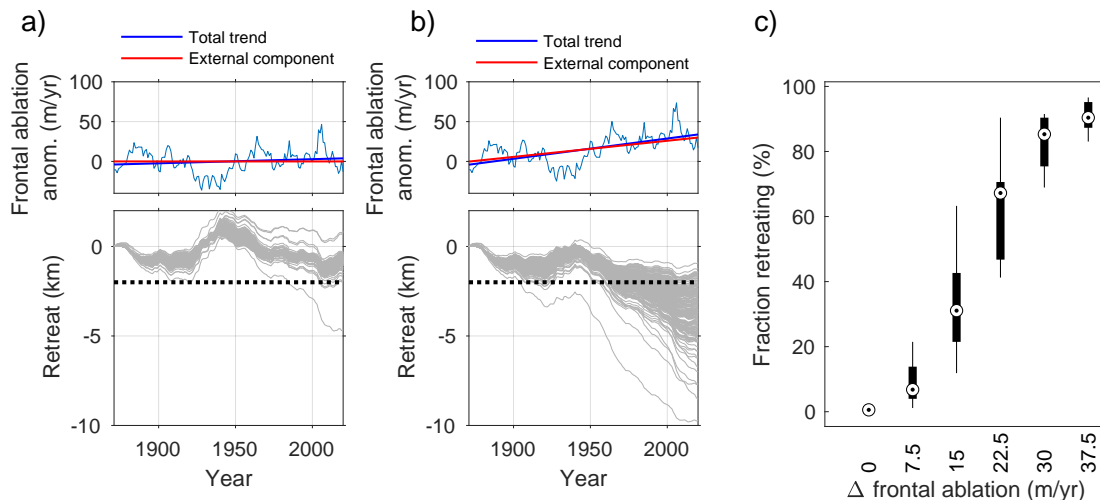 a)
Total trend
External component
Frontal ablation
anom. (m/yr)
100
50
0
0
-5
-10
Retreat (km)
1900
1950
2000
Year
b)
Total trend
External component
Frontal ablation
anom. (m/yr)
100
50
0
0
-5
-10
Retreat (km)
1900
1950
2000
Year
c)
Fraction retreating (%)
100
80
60
40
20
0
0
7.5
15
22.5
30
37.5
Δ frontal ablation (m/yr)